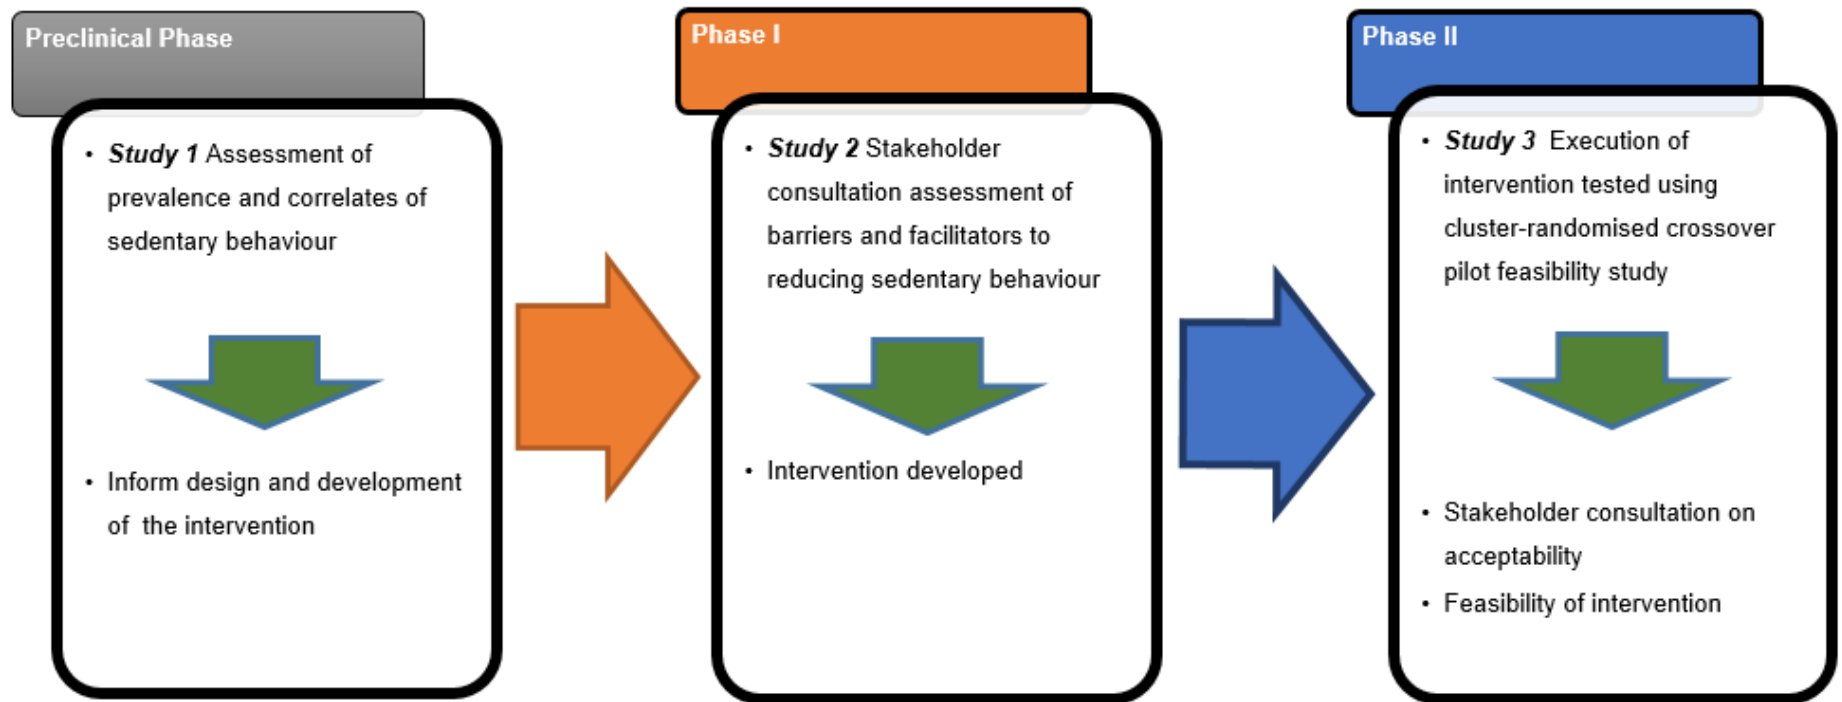 Preclinical Phase
• Study 1 Assessment of
prevalence and correlates of
sedentary behaviour
• Inform design and development
of the intervention
Phase I
• Study 2 Stakeholder
consultation assessment of
barriers and facilitators to
reducing sedentary behaviour
• Intervention developed
Phase II
• Study 3 Execution of
intervention tested using
cluster-randomised crossover
pilot feasibility study
• Stakeholder consultation on
acceptability
• Feasibility of intervention